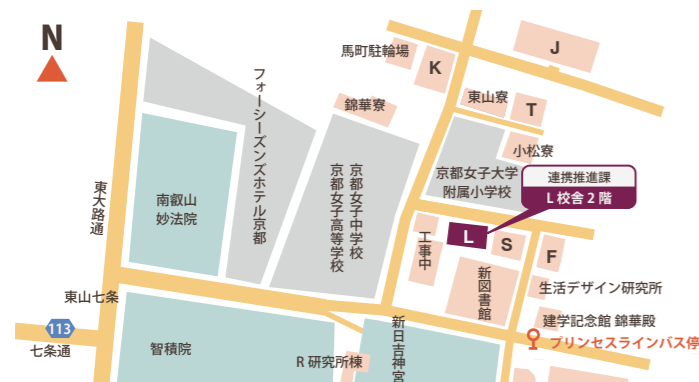 N
馬町駐輪場
K
J
フォーシーズンズホテル京都
錦華寮
東山寮
T
小松寮
京都女子大学
附属小学校
連携推進課
L 校舎 2 階
京都女子中学校
京都女子高等学校
東大路通
南叡山
妙法院
工事中
L
S
F
新図書館
生活デザイン研究所
建学記念館 錦華殿
プリンセスラインバス停
東山七条
113
七条通
智積院
R 研究所棟
新日吉神宮